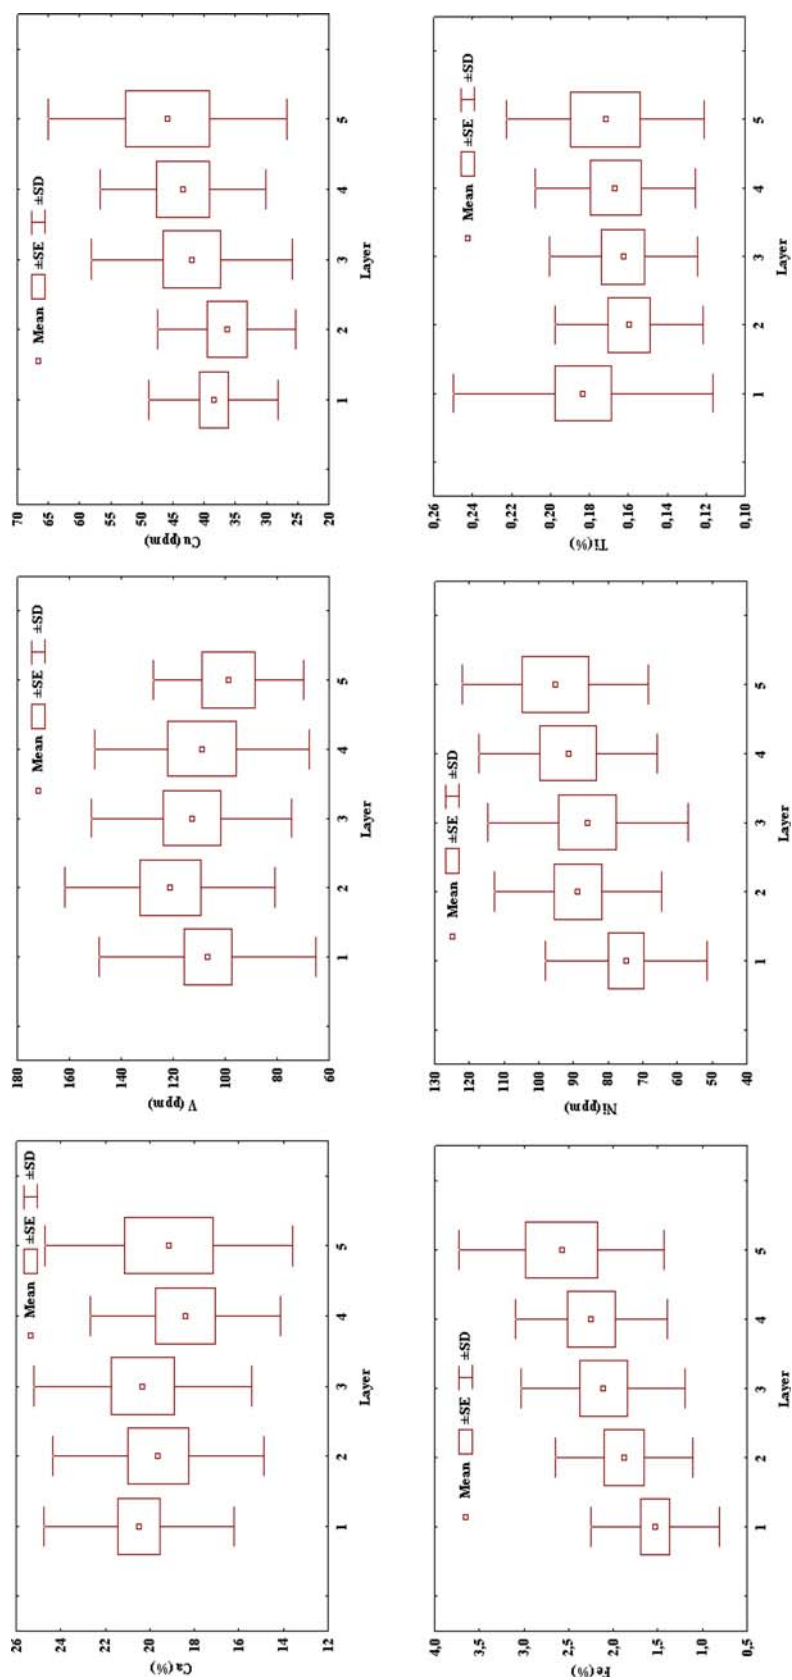 Mean ±SE ±SD
26
24
22
20
18
16
14
12
Ca(%)
1 2 3 4 5
Layer
Mean ±SE ±SD
180
160
140
120
100
80
60
V(ppm)
1 2 3 4 5
Layer
Mean ±SE ±SD
70
65
60
55
50
45
40
35
30
25
20
Cu(ppm)
1 2 3 4 5
Layer
Mean ±SE ±SD
4,0
3,5
3,0
2,5
2,0
1,5
1,0
0,5
Fe(%)
1 2 3 4 5
Layer
Mean ±SE ±SD
130
120
110
100
90
80
70
60
50
40
Ni(ppm)
1 2 3 4 5
Layer
Mean ±SE ±SD
0,26
0,24
0,22
0,20
0,18
0,16
0,14
0,12
0,10
Ti(%)
1 2 3 4 5
Layer